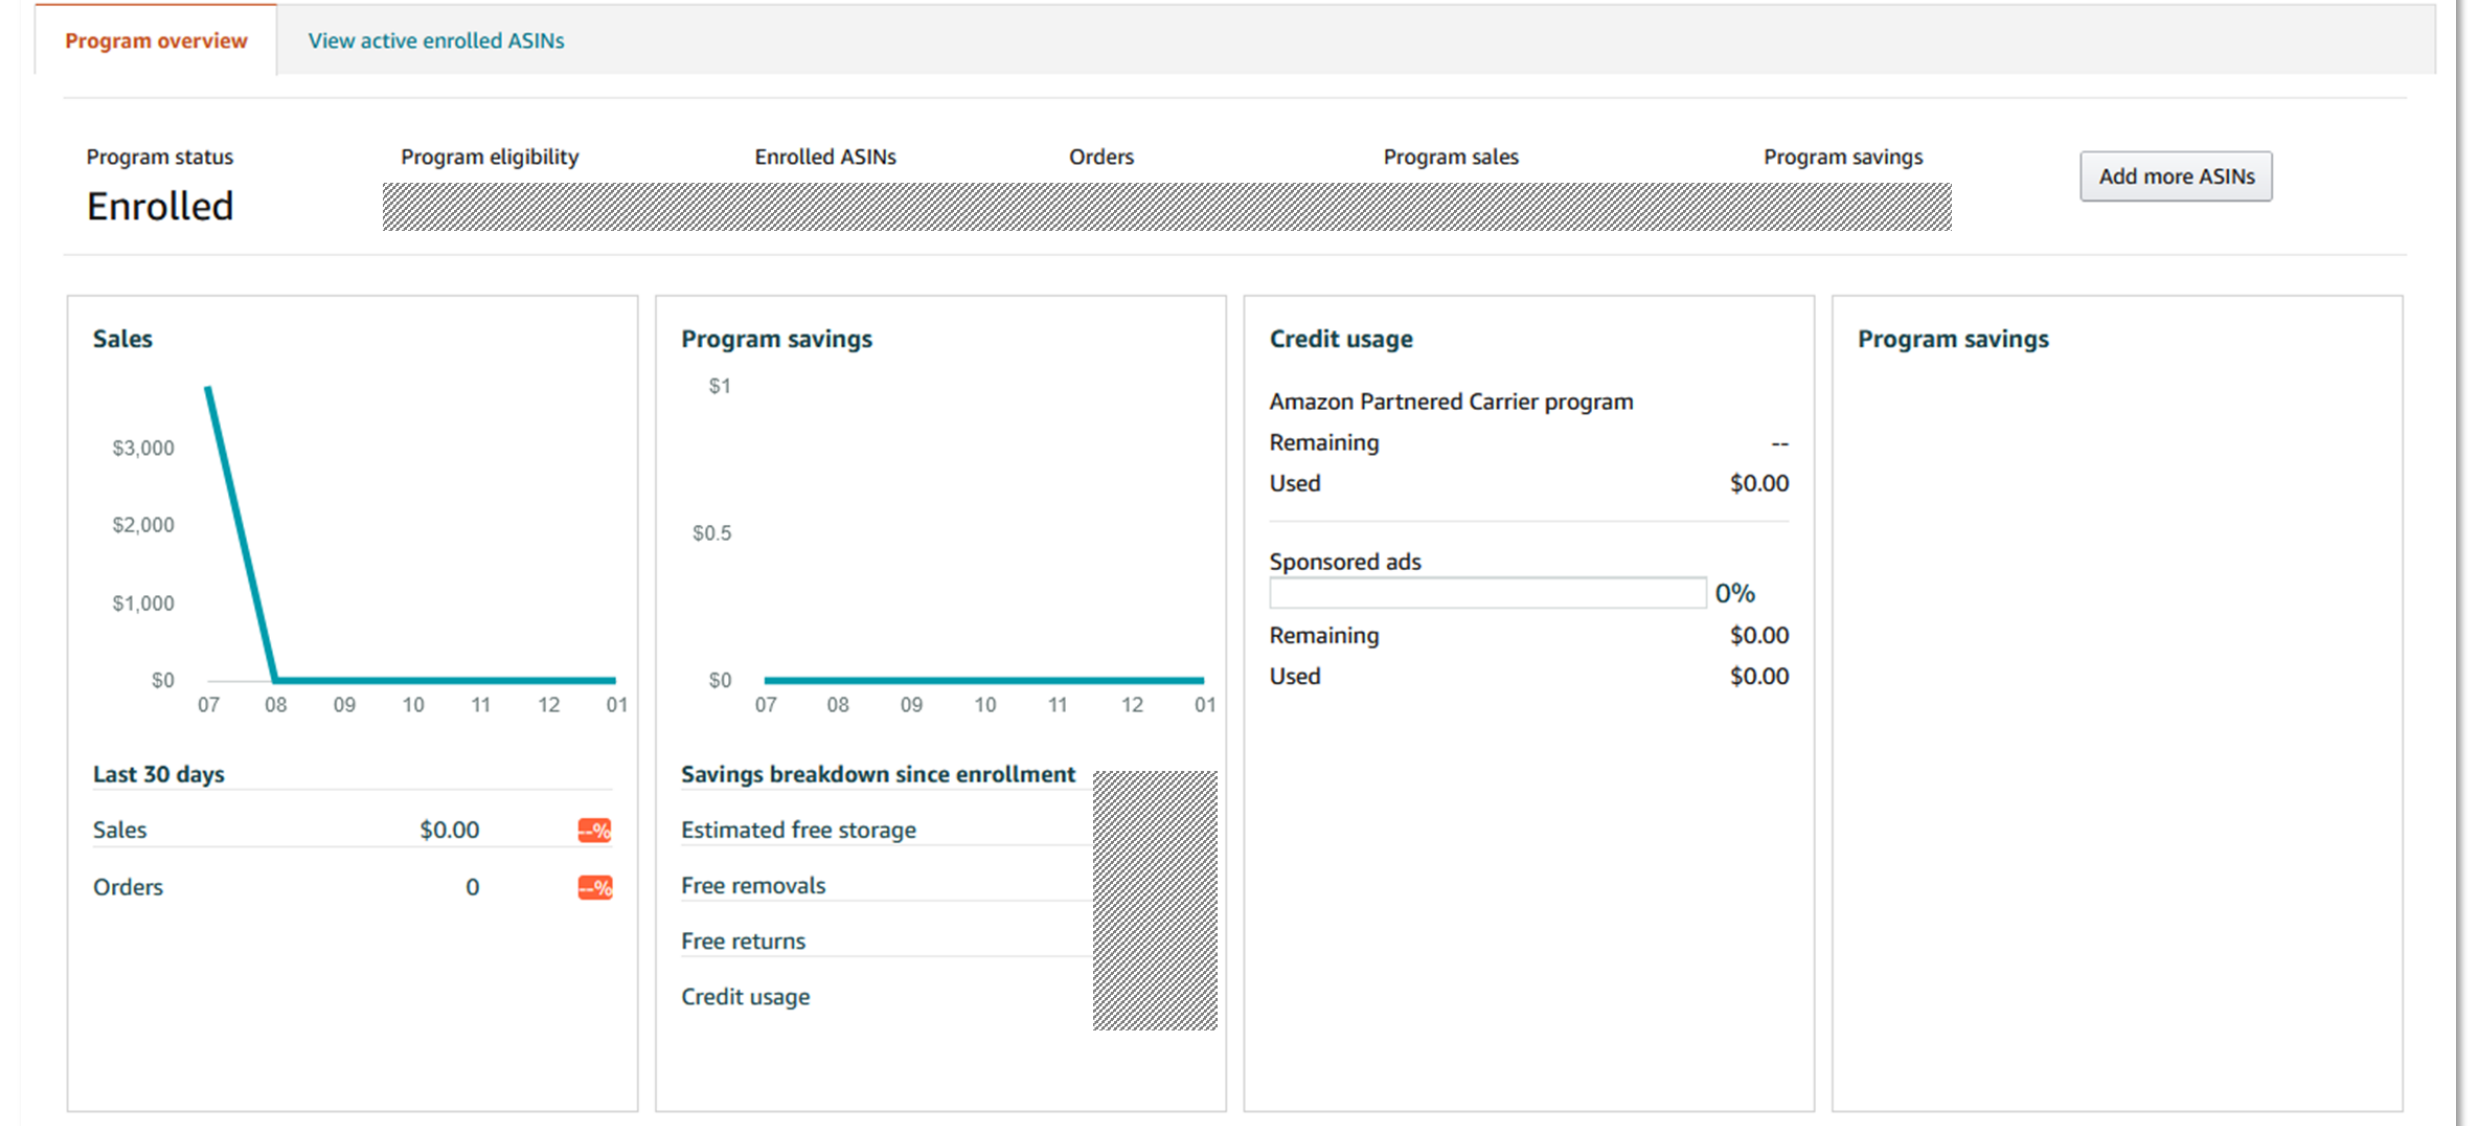 Program overview
View active enrolled ASINs
Program status
Program eligibility
Enrolled ASINs
Orders
Program sales
Program savings
Add more ASINs
Enrolled
Sales
$3,000
$2,000
$1,000
$0
07 08 09 10 11 12 01
Last 30 days
Sales $0.00 --%
Orders 0 --%
Program savings
$1
$0.5
$0
07 08 09 10 11 12 01
Savings breakdown since enrollment
Estimated free storage
Free removals
Free returns
Credit usage
Credit usage
Amazon Partnered Carrier program
Remaining --
Used $0.00
Sponsored ads
0%
Remaining $0.00
Used $0.00
Program savings